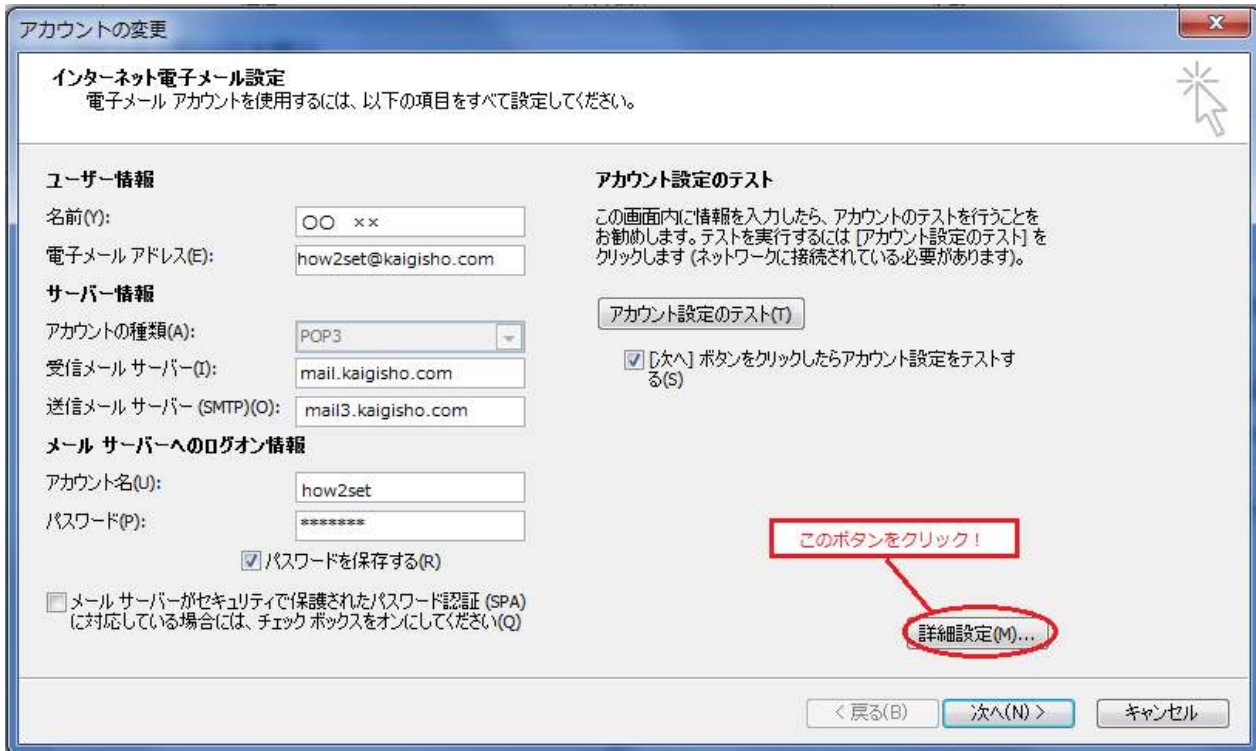 アカウントの変更
インターネット電子メール設定
電子メール アカウントを使用するには、以下の項目をすべて設定してください。
ユーザー情報
名前(Y):
○○ ××
電子メール アドレス(E):
how2set@kaigisho.com
サーバー情報
アカウントの種類(A):
POP3
受信メール サーバー(I):
mail.kaigisho.com
送信メール サーバー (SMTP)(O):
mail3.kaigisho.com
メール サーバーへのログオン情報
アカウント名(U):
how2set
パスワード(P):
*******
パスワードを保存する(R)
メール サーバーがセキュリティで保護されたパスワード認証 (SPA)
に対応している場合には、チェック ボックスをオンにしてください(Q)
アカウント設定のテスト
この画面内に情報を入力したら、アカウントのテストを行うことを
お勧めします。テストを実行するには [アカウント設定のテスト] を
クリックします (ネットワークに接続されている必要があります)。
アカウント設定のテスト(T)
[次へ] ボタンをクリックしたらアカウント設定をテストす
る(S)
このボタンをクリック！
詳細設定(M)...
< 戻る(B)
次へ(N) >
キャンセル